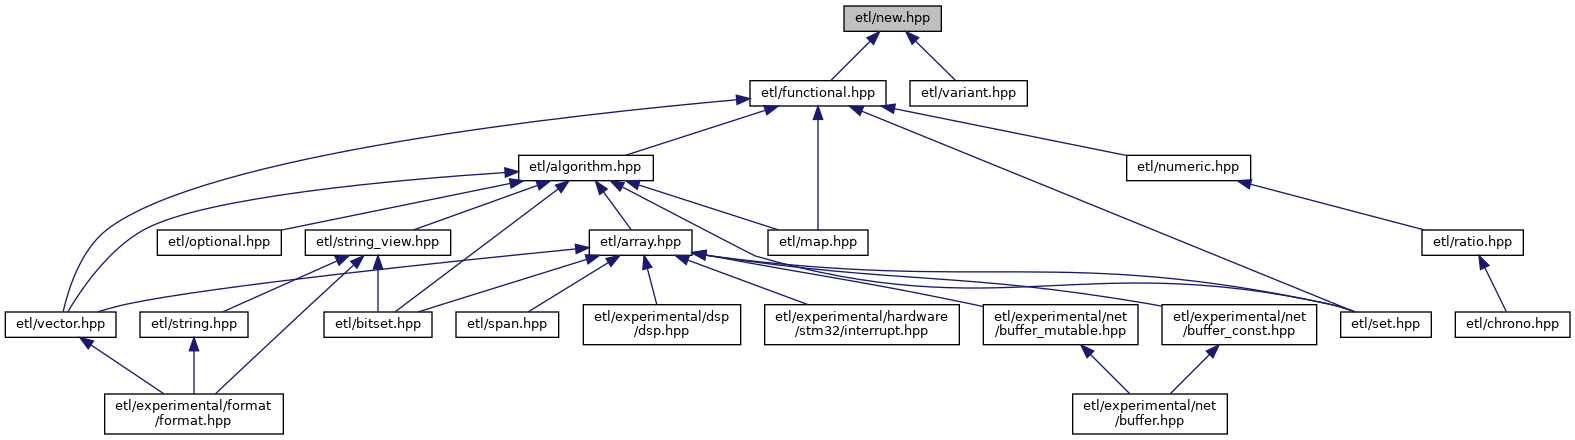 etl/new.hpp
etl/functional.hpp
etl/variant.hpp
etl/algorithm.hpp
etl/numeric.hpp
etl/optional.hpp
etl/string_view.hpp
etl/array.hpp
etl/map.hpp
etl/ratio.hpp
etl/vector.hpp
etl/string.hpp
etl/bitset.hpp
etl/span.hpp
etl/experimental/dsp
/dsp.hpp
etl/experimental/hardware
/stm32/interrupt.hpp
etl/experimental/net
/buffer_mutable.hpp
etl/experimental/net
/buffer_const.hpp
etl/set.hpp
etl/chrono.hpp
etl/experimental/format
/format.hpp
etl/experimental/net
/buffer.hpp